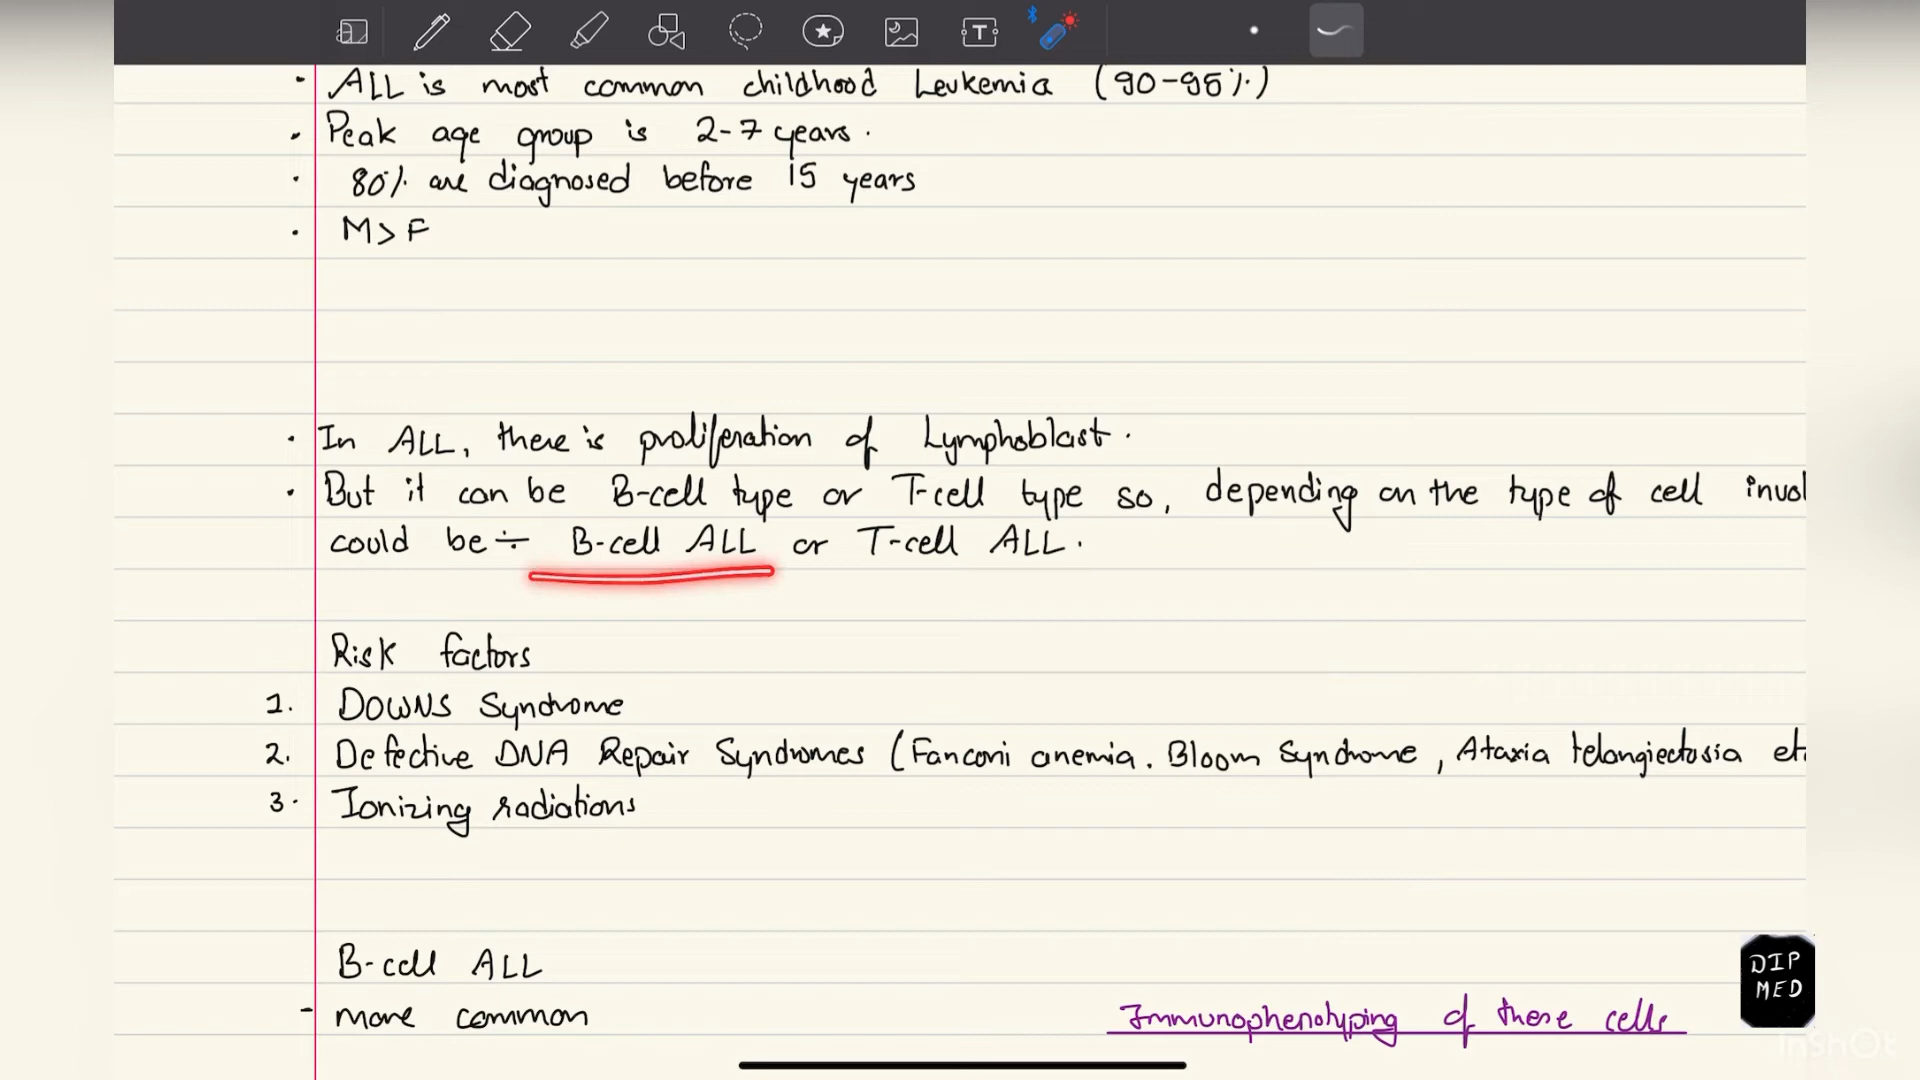 · ALL is most common childhood Leukemia (90-95%)
· Peak age group is 2-7 years.
· 80% are diagnosed before 15 years
· M>F
· In ALL, there is proliferation of Lymphoblast.
· But it can be B-cell type or T-cell type so, depending on the type of cell invol
could be÷ B-cell ALL or T-cell ALL.
Risk factors
1. DOWNS Syndrome
2. Defective DNA Repair Syndromes (Fanconi anemia. Bloom Syndrome, Ataxia telangiectasia etc
3. Ionizing radiations
B-cell ALL
- more common
Immunophenotyping of these cells
DIP
MED
InShOt